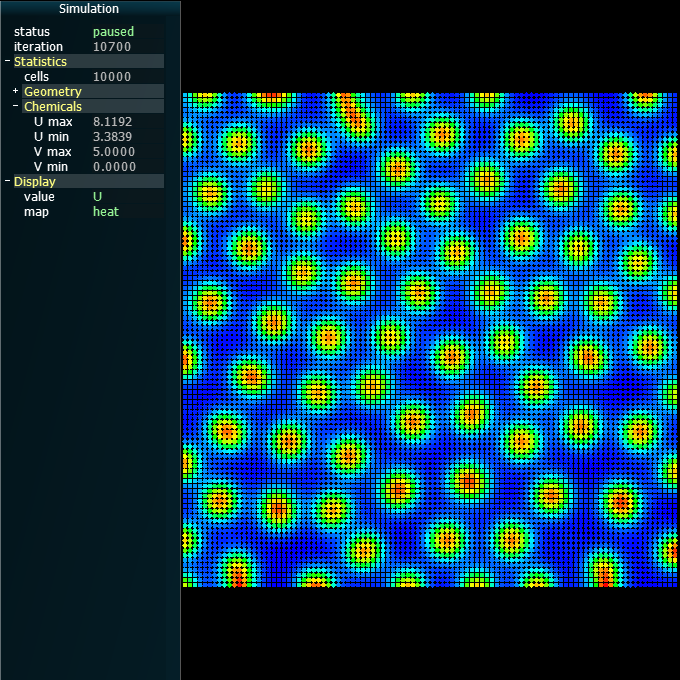 Simulation
status paused
iteration 10700
- Statistics
cells 10000
+ Geometry
- Chemicals
U max 8.1192
U min 3.3839
V max 5.0000
V min 0.0000
- Display
value U
map heat